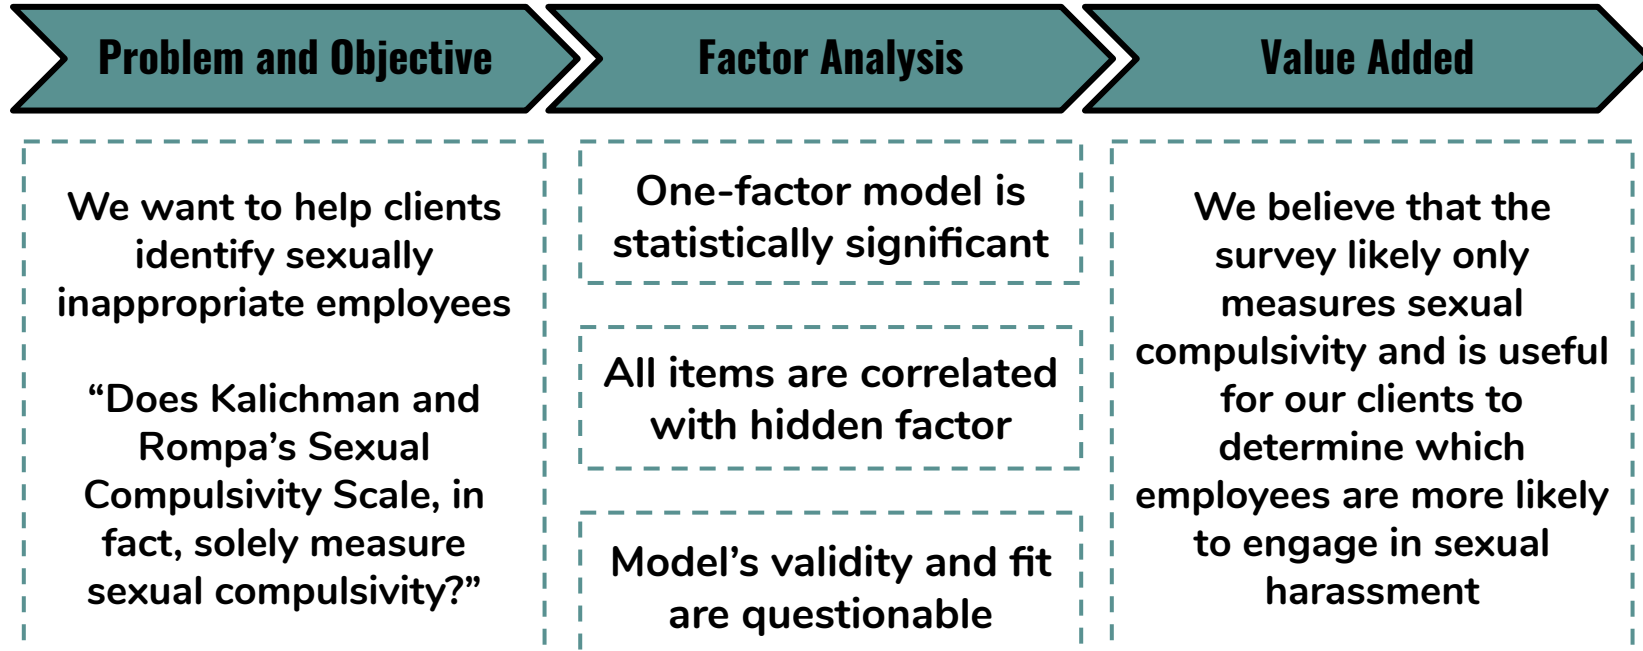 Problem and Objective
Factor Analysis
Value Added
We want to help clients
identify sexually
inappropriate employees
“Does Kalichman and
Rompa’s Sexual
Compulsivity Scale, in
fact, solely measure
sexual compulsivity?”
One-factor model is
statistically significant
All items are correlated
with hidden factor
Model’s validity and fit
are questionable
We believe that the
survey likely only
measures sexual
compulsivity and is useful
for our clients to
determine which
employees are more likely
to engage in sexual
harassment